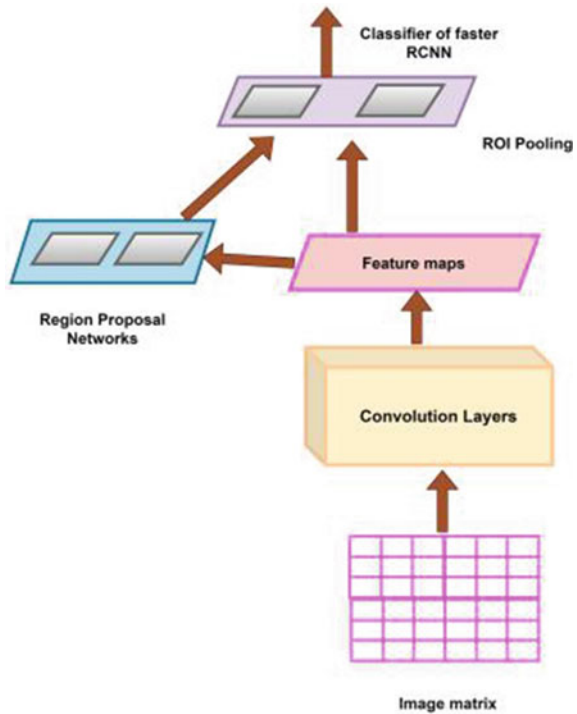 Classifier of faster
RCNN
ROI Pooling
Feature maps
Region Proposal
Networks
Convolution Layers
Image matrix